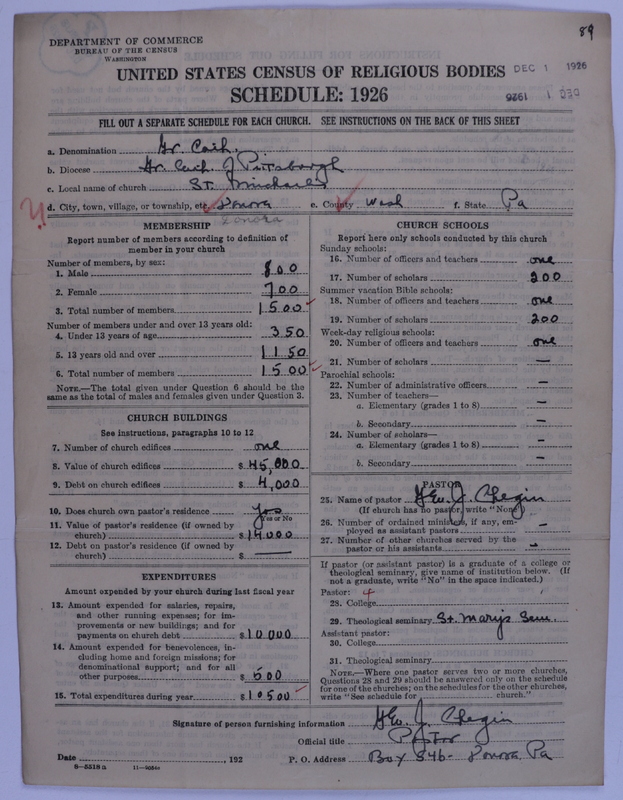 89
DEPARTMENT OF COMMERCE
BUREAU OF THE CENSUS
WASHINGTON
UNITED STATES CENSUS OF RELIGIOUS BODIES
DEC 1 1926
SCHEDULE: 1926
FILL OUT A SEPARATE SCHEDULE FOR EACH CHURCH. SEE INSTRUCTIONS ON THE BACK OF THIS SHEET
a. Denomination Gr. Cath.
b. Diocese Gr. Cath. of Pittsburgh
c. Local name of church St. Michaels
d. City, town, village, or township, etc. Donora e. County Wash f. State Pa
Donora
MEMBERSHIP
Report number of members according to definition of member in your church
Number of members, by sex:
1. Male 800
2. Female 700
3. Total number of members 1500
Number of members under and over 13 years old:
4. Under 13 years of age 350
5. 13 years old and over 1150
6. Total number of members 1500
NOTE.—The total given under Question 6 should be the
same as the total of males and females given under Question 3.
CHURCH BUILDINGS
See instructions, paragraphs 10 to 12
7. Number of church edifices one
8. Value of church edifices $45,000
9. Debt on church edifices $4,000
10. Does church own pastor's residence? yes
(Yes or No)
11. Value of pastor's residence (if owned by
church) $14000
12. Debt on pastor's residence (if owned by
church) $ —
EXPENDITURES
Amount expended by your church during last fiscal year
13. Amount expended for salaries, repairs,
and other running expenses; for im-
provements or new buildings; and for
payments on church debt $10000
14. Amount expended for benevolences, in-
cluding home and foreign missions; for
denominational support; and for all
other purposes $500
15. Total expenditures during year $10500
CHURCH SCHOOLS
Report here only schools conducted by this church
Sunday schools:
16. Number of officers and teachers one
17. Number of scholars 200
Summer vacation Bible schools:
18. Number of officers and teachers one
19. Number of scholars 200
Week-day religious schools:
20. Number of officers and teachers one
21. Number of scholars —
Parochial schools:
22. Number of administrative officers —
23. Number of teachers—
a. Elementary (grades 1 to 8) —
b. Secondary —
24. Number of scholars—
a. Elementary (grades 1 to 8) —
b. Secondary —
PASTOR
25. Name of pastor Geo. J. Chegin
(If church has no pastor, write "None")
26. Number of ordained ministers, if any, em-
ployed as assistant pastors —
27. Number of other churches served by the
pastor or his assistants —
If pastor (or assistant pastor) is a graduate of a college or
theological seminary, give name of institution below. (If
not a graduate, write "No" in the space indicated.)
Pastor:
28. College
29. Theological seminary St. Marys Sem.
Assistant pastor:
30. College
31. Theological seminary
NOTE.—Where one pastor serves two or more churches,
Questions 28 and 29 should be answered only on the schedule
for one of the churches; on the schedules for the other churches,
write "See schedule for church."
Signature of person furnishing information Geo. J. Chegin
Official title Pastor
Date , 192 P. O. Address Box 546 - Donora Pa
8—5518a